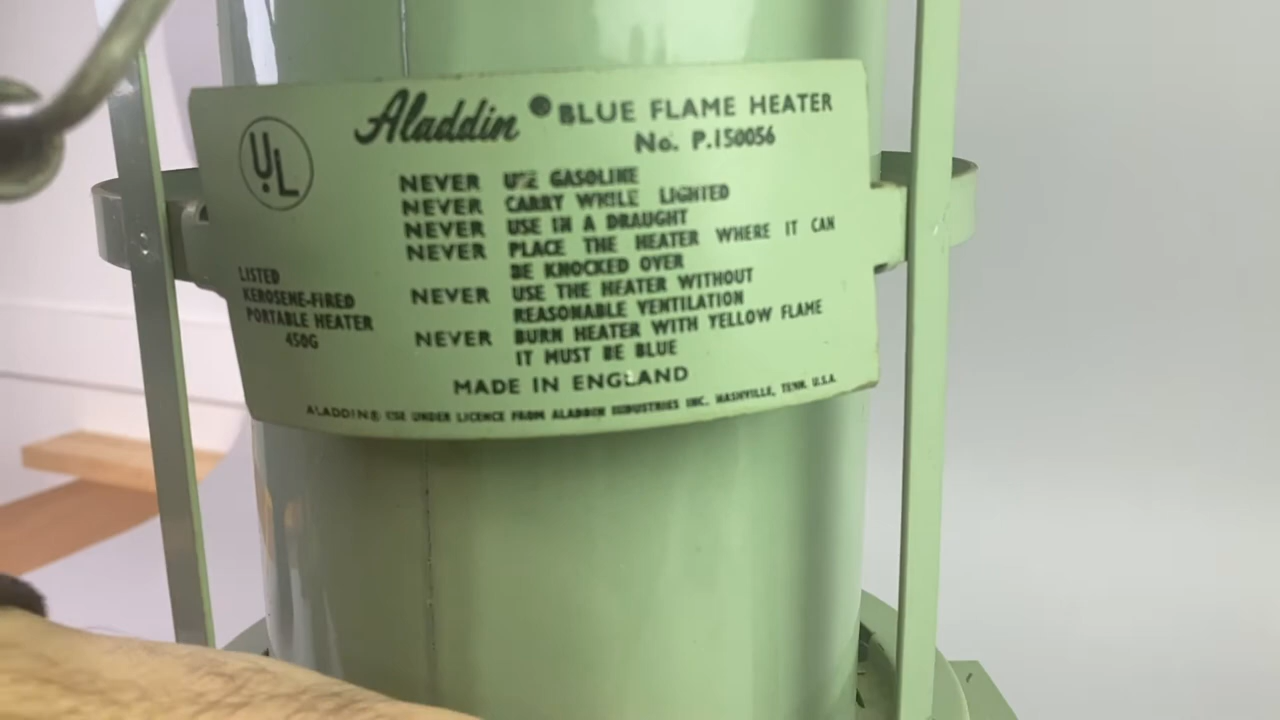 Aladdin® BLUE FLAME HEATER
No. P.150056
UL
NEVER USE GASOLINE
NEVER CARRY WHILE LIGHTED
NEVER USE IN A DRAUGHT
NEVER PLACE THE HEATER WHERE IT CAN
BE KNOCKED OVER
NEVER USE THE HEATER WITHOUT
REASONABLE VENTILATION
NEVER BURN HEATER WITH YELLOW FLAME
IT MUST BE BLUE
LISTED
KEROSENE-FIRED
PORTABLE HEATER
450G
MADE IN ENGLAND
ALADDIN® USE UNDER LICENCE FROM ALADDIN INDUSTRIES INC. NASHVILLE, TENN. U.S.A.